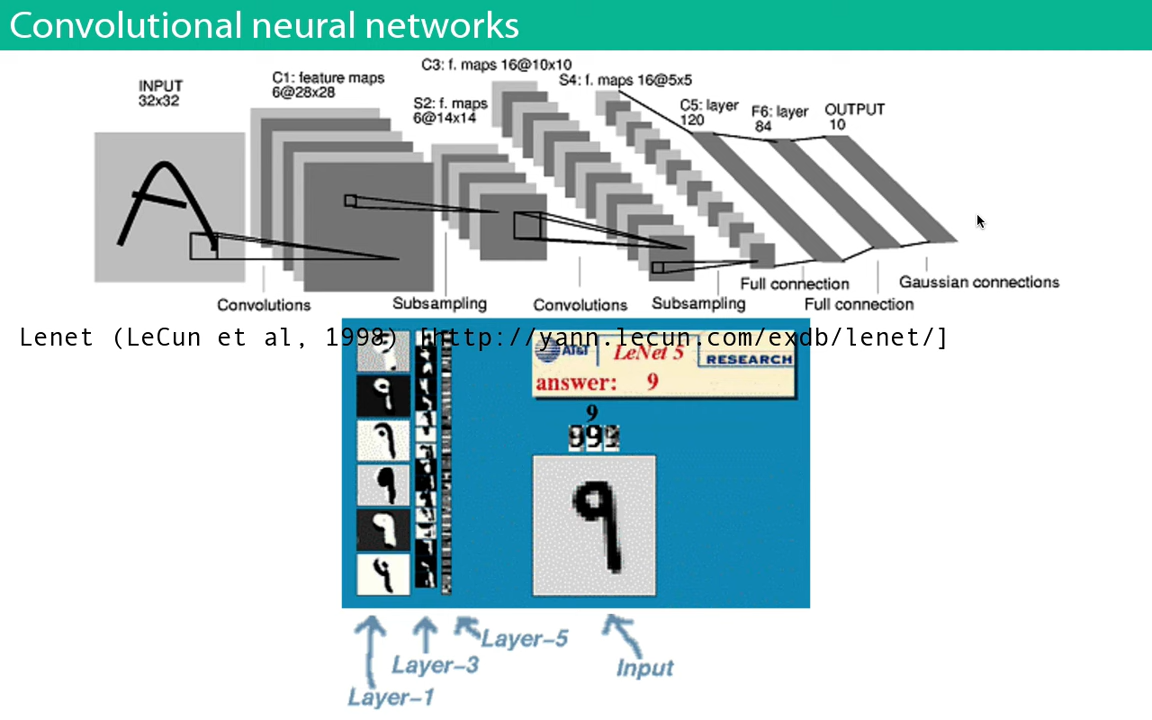 Convolutional neural networks
INPUT
32x32
C1: feature maps
6@28x28
S2: f. maps
6@14x14
C3: f. maps 16@10x10
S4: f. maps 16@5x5
C5: layer
120
F6: layer
84
OUTPUT
10
Convolutions
Subsampling
Convolutions
Subsampling
Full connection
Full connection
Gaussian connections
Lenet (LeCun et al, 1998) [http://yann.lecun.com/exdb/lenet/]
AT&T
LeNet 5
RESEARCH
answer: 9
9
9
Layer-5
Layer-3
Layer-1
Input